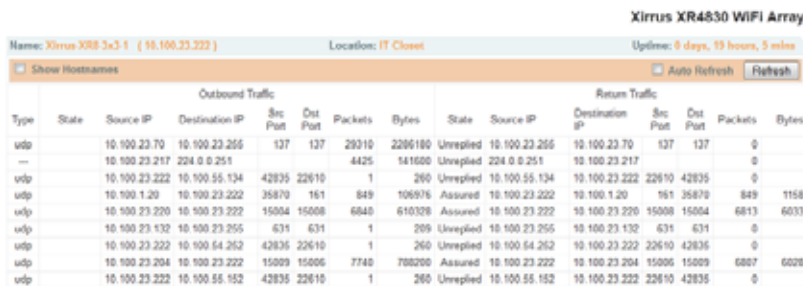 Xirrus XR4830 WiFi Array
Name: Xirrus XR8 3x3-1 ( 10.100.23.222 ) Location: IT Closet Uptime: 0 days, 19 hours, 5 mins
Show Hostnames Auto Refresh Refresh
Outbound Traffic Return Traffic
Type State Source IP Destination IP Src Port Dst Port Packets Bytes State Source IP Destination IP Src Port Dst Port Packets Bytes
udp 10.100.23.70 10.100.23.255 137 137 29310 2286180 Unreplied 10.100.23.255 10.100.23.70 137 137 0
--- 10.100.23.217 224.0.0.251 4425 141600 Unreplied 224.0.0.251 10.100.23.217 0
udp 10.100.23.222 10.100.55.134 42835 22610 1 260 Unreplied 10.100.55.134 10.100.23.222 22610 42835 0
udp 10.100.1.20 10.100.23.222 35870 161 849 106976 Assured 10.100.23.222 10.100.1.20 161 35870 849 1158
udp 10.100.23.220 10.100.23.222 15004 15008 6840 610328 Assured 10.100.23.222 10.100.23.220 15008 15004 6813 6033
udp 10.100.23.132 10.100.23.255 631 631 1 209 Unreplied 10.100.23.255 10.100.23.132 631 631 0
udp 10.100.23.222 10.100.54.252 42835 22610 1 260 Unreplied 10.100.54.252 10.100.23.222 22610 42835 0
udp 10.100.23.204 10.100.23.222 15009 15006 7740 788200 Assured 10.100.23.222 10.100.23.204 15006 15009 6807 6028
udp 10.100.23.222 10.100.55.152 42835 22610 1 260 Unreplied 10.100.55.152 10.100.23.222 22610 42835 0